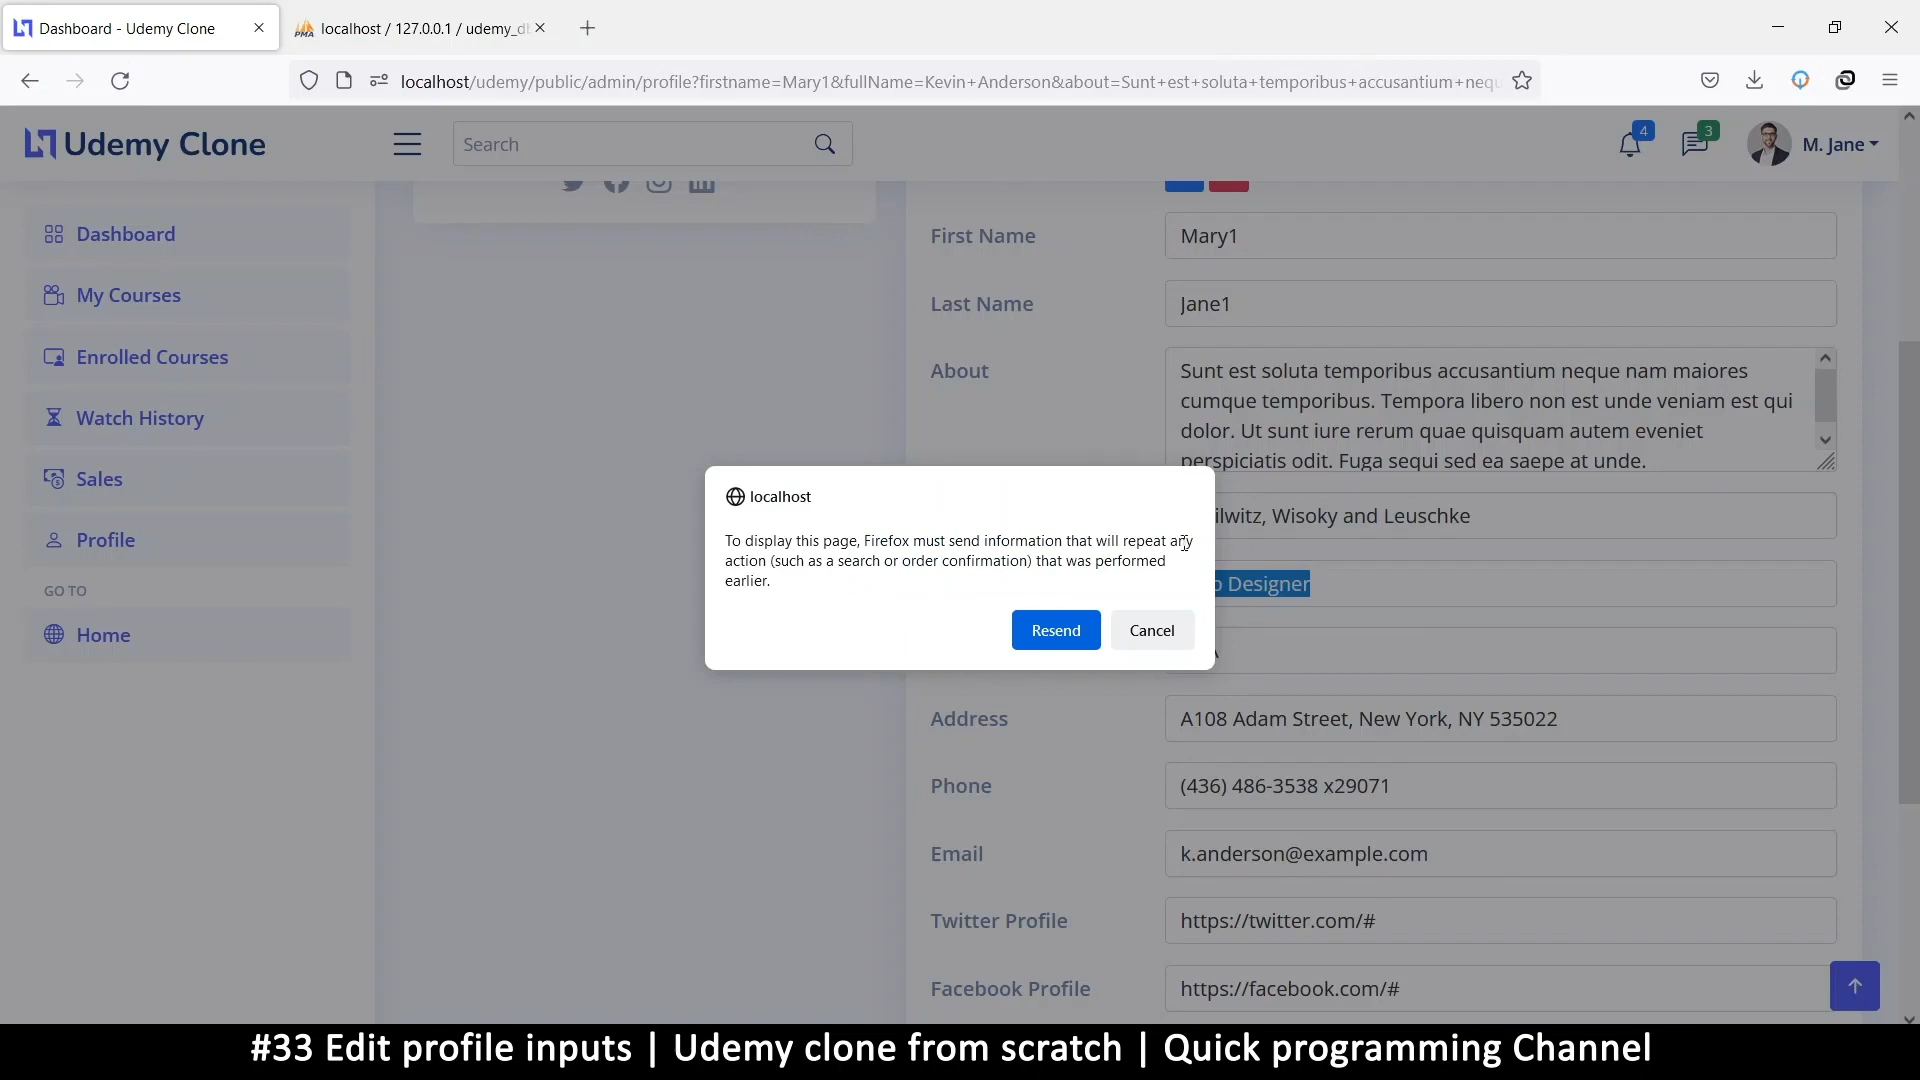 Dashboard - Udemy Clone
localhost / 127.0.0.1 / udemy_d
localhost/udemy/public/admin/profile?firstname=Mary1&fullName=Kevin+Anderson&about=Sunt+est+soluta+temporibus+accusantium+nequ
Udemy Clone
Search
4
3
M. Jane
Dashboard
My Courses
Enrolled Courses
Watch History
Sales
Profile
GO TO
Home
First Name
Mary1
Last Name
Jane1
About
Sunt est soluta temporibus accusantium neque nam maiores
cumque temporibus. Tempora libero non est unde veniam est qui
dolor. Ut sunt iure rerum quae quisquam autem eveniet
perspiciatis odit. Fuga sequi sed ea saepe at unde.
ilwitz, Wisoky and Leuschke
Designer
localhost
To display this page, Firefox must send information that will repeat any
action (such as a search or order confirmation) that was performed
earlier.
Resend
Cancel
Address
A108 Adam Street, New York, NY 535022
Phone
(436) 486-3538 x29071
Email
k.anderson@example.com
Twitter Profile
https://twitter.com/#
Facebook Profile
https://facebook.com/#
#33 Edit profile inputs | Udemy clone from scratch | Quick programming Channel